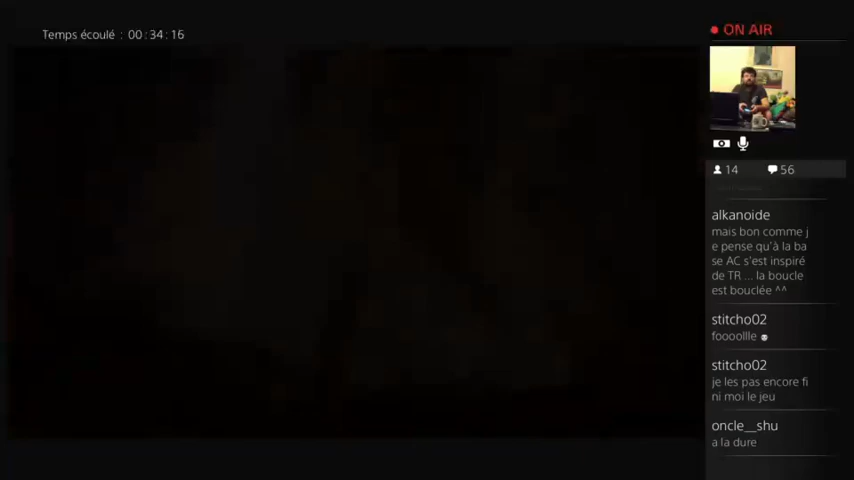 Temps écoulé : 00:34:16
ON AIR
14 56
alkanoide
mais bon comme j
e pense qu'à la ba
se AC s'est inspiré
de TR ... la boucle
est bouclée ^^
stitcho02
foooollle
stitcho02
je les pas encore fi
ni moi le jeu
oncle__shu
a la dure